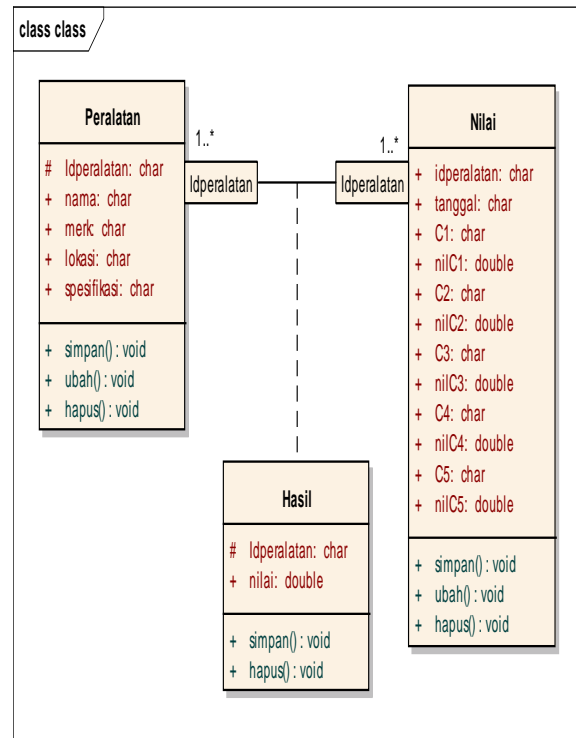 class class
Peralatan
# Idperalatan: char
+ nama: char
+ merk: char
+ lokasi: char
+ spesifikasi: char
+ simpan() : void
+ ubah() : void
+ hapus() : void
1..*
Idperalatan
1..*
Idperalatan
Nilai
+ idperalatan: char
+ tanggal: char
+ C1: char
+ nilC1: double
+ C2: char
+ nilC2: double
+ C3: char
+ nilC3: double
+ C4: char
+ nilC4: double
+ C5: char
+ nilC5: double
+ simpan() : void
+ ubah() : void
+ hapus() : void
Hasil
# Idperalatan: char
+ nilai: double
+ simpan() : void
+ hapus() : void